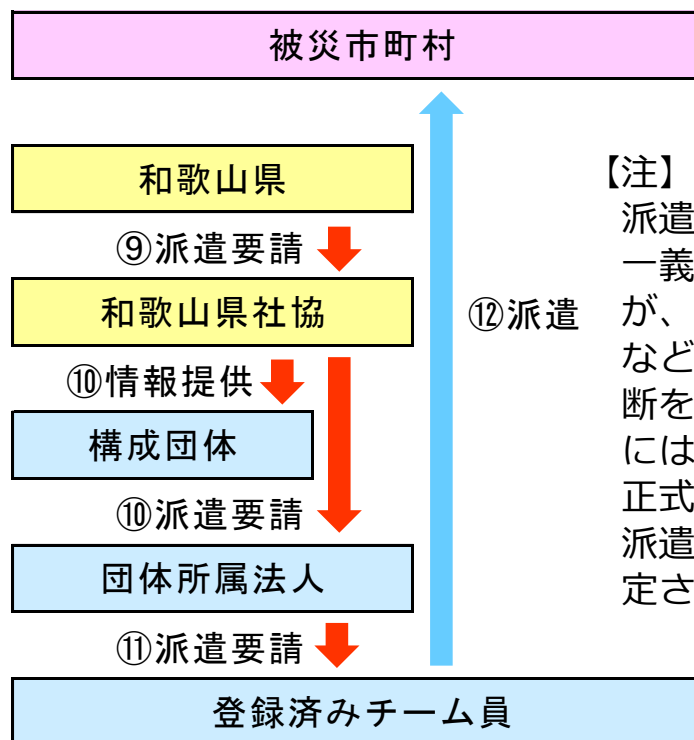 被災市町村
和歌山県
⑨派遣要請
和歌山県社協
⑩情報提供
構成団体
⑩派遣要請
団体所属法人
⑪派遣要請
登録済みチーム員
⑫派遣
【注】
派遣
一義
が、
など
断を
には
正式
派遣
定さ